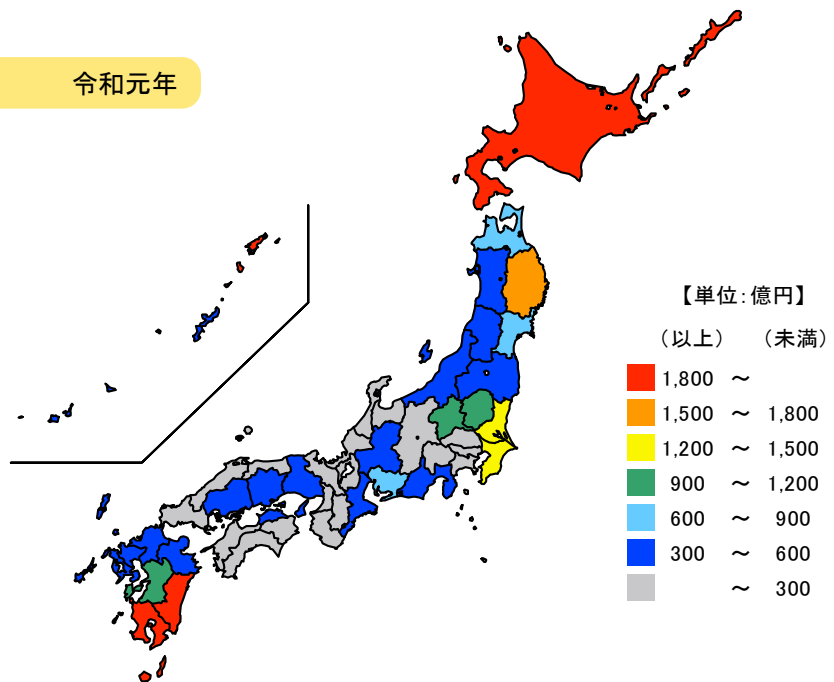 令和元年
【単位:億円】
（以上） （未満）
1,800 ～
1,500 ～ 1,800
1,200 ～ 1,500
900 ～ 1,200
600 ～ 900
300 ～ 600
～ 300